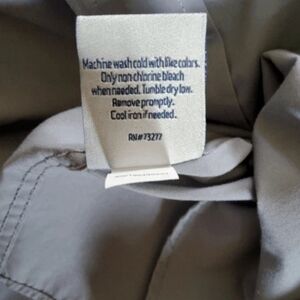 Machine wash cold with like colors.
Only non chlorine bleach
when needed. Tumble dry low.
Remove promptly.
Cool iron if needed.
RN#73277